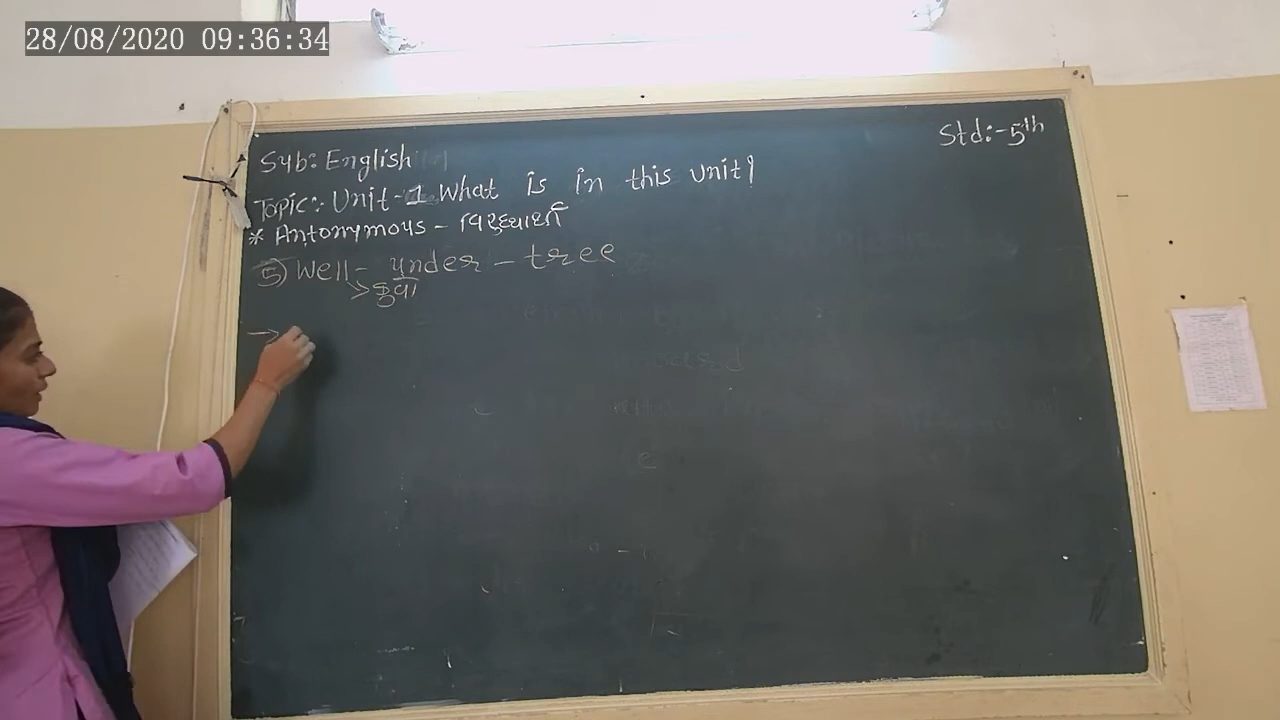 28/08/2020 09:36:34
Std:-5th
Sub: English
Topic:- Unit-1 What is in this unit?
* Antonymous - વિરુદ્ધાર્થી
5) Well - under - tree
> કુવા
→